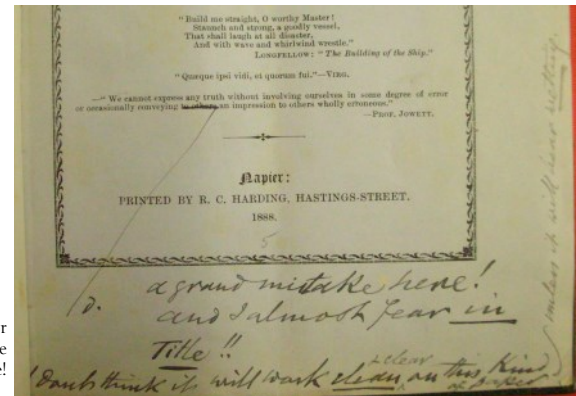 "Build me straight, O worthy Master!
Staunch and strong, a goodly vessel,
That shall laugh at all disaster,
And with wave and whirlwind wrestle."
LONGFELLOW: "The Building of the Ship."
"Quæque ipsi vidi, et quorum fui."—VIRG.
—"We cannot express any truth without involving ourselves in some degree of error
or occasionally conveying to others an impression to others wholly erroneous."
—PROF. JOWETT.
Napier:
PRINTED BY R. C. HARDING, HASTINGS-STREET.
1888.
5
d.
a grand mistake here!
and I almost fear in
Title!!
I don't think it will work clean, on this kind
& clear
of paper
unless it will bear wetting.
r
e
e!